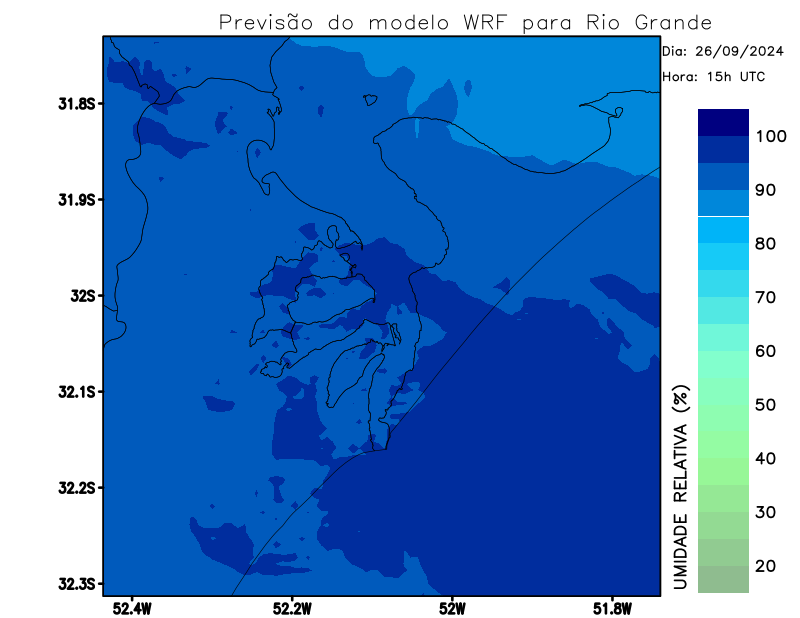 Previsão do modelo WRF para Rio Grande
Dia: 26/09/2024
Hora: 15h UTC
31.8S
31.9S
32S
32.1S
32.2S
32.3S
52.4W
52.2W
52W
51.8W
100
90
80
70
60
50
40
30
20
UMIDADE RELATIVA (%)